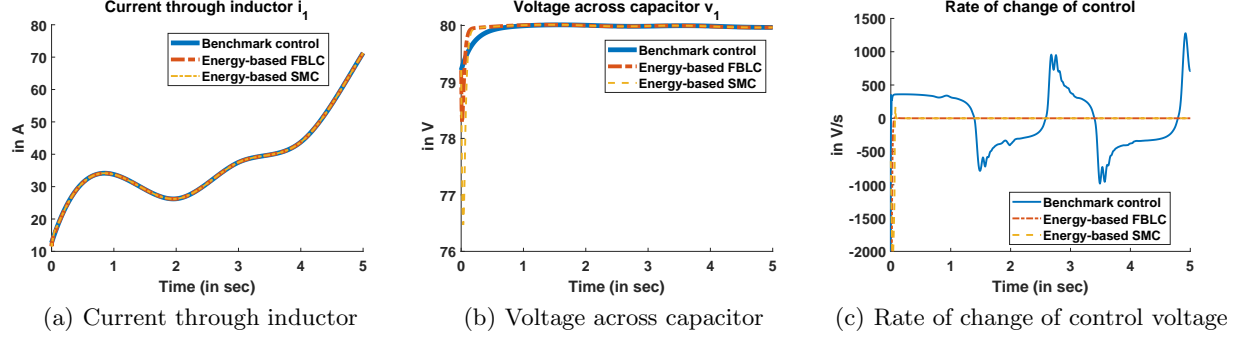 Current through inductor i1
80
70
60
50
40
30
20
10
in A
Benchmark control
Energy-based FBLC
Energy-based SMC
0 1 2 3 4 5
Time (in sec)
(a) Current through inductor
Voltage across capacitor v1
80
79
78
77
76
in V
Benchmark control
Energy-based FBLC
Energy-based SMC
0 1 2 3 4 5
Time (in sec)
(b) Voltage across capacitor
Rate of change of control
1500
1000
500
0
-500
-1000
-1500
-2000
in V/s
Benchmark control
Energy-based FBLC
Energy-based SMC
0 1 2 3 4 5
Time (in sec)
(c) Rate of change of control voltage